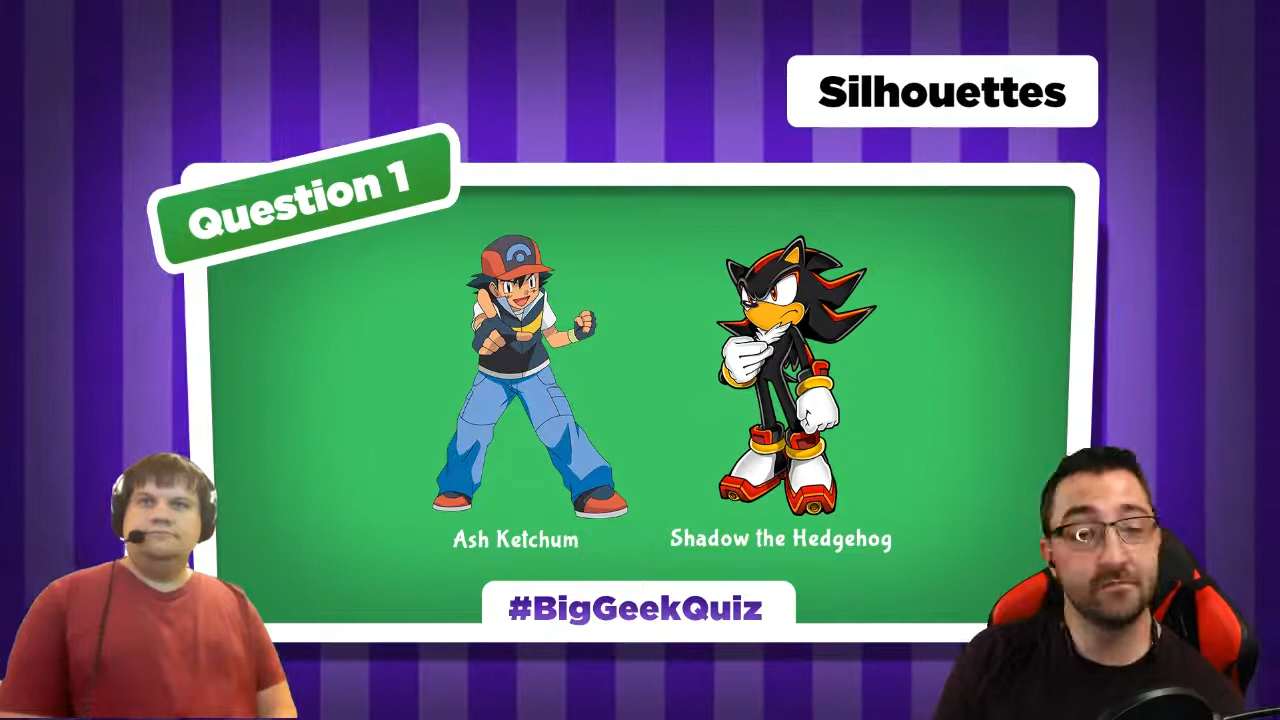 Silhouettes
Question 1
Ash Ketchum
Shadow the Hedgehog
#BigGeekQuiz